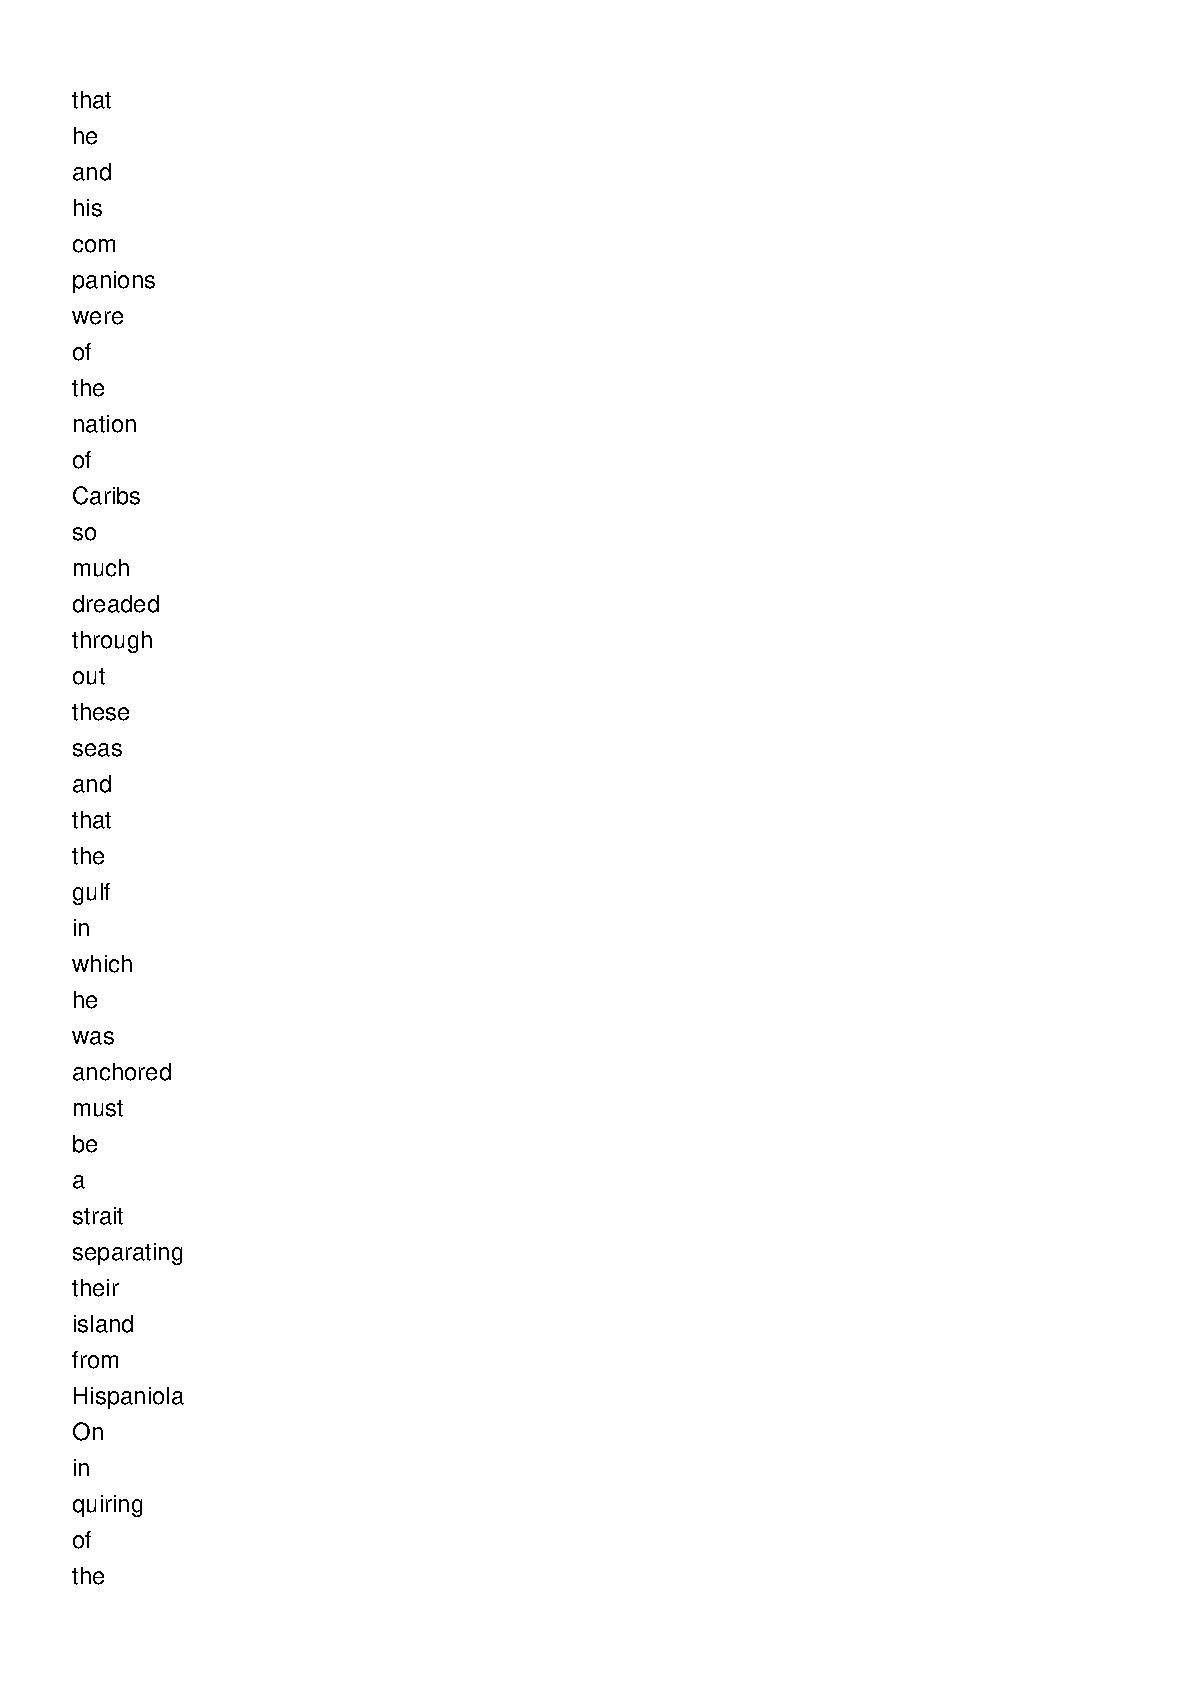 that
he
and
his
com
panions
were
of
the
nation
of
Caribs
so
much
dreaded
through
out
these
seas
and
that
the
gulf
in
which
he
was
anchored
must
be
a
strait
separating
their
island
from
Hispaniola
On
in
quiring
of
the